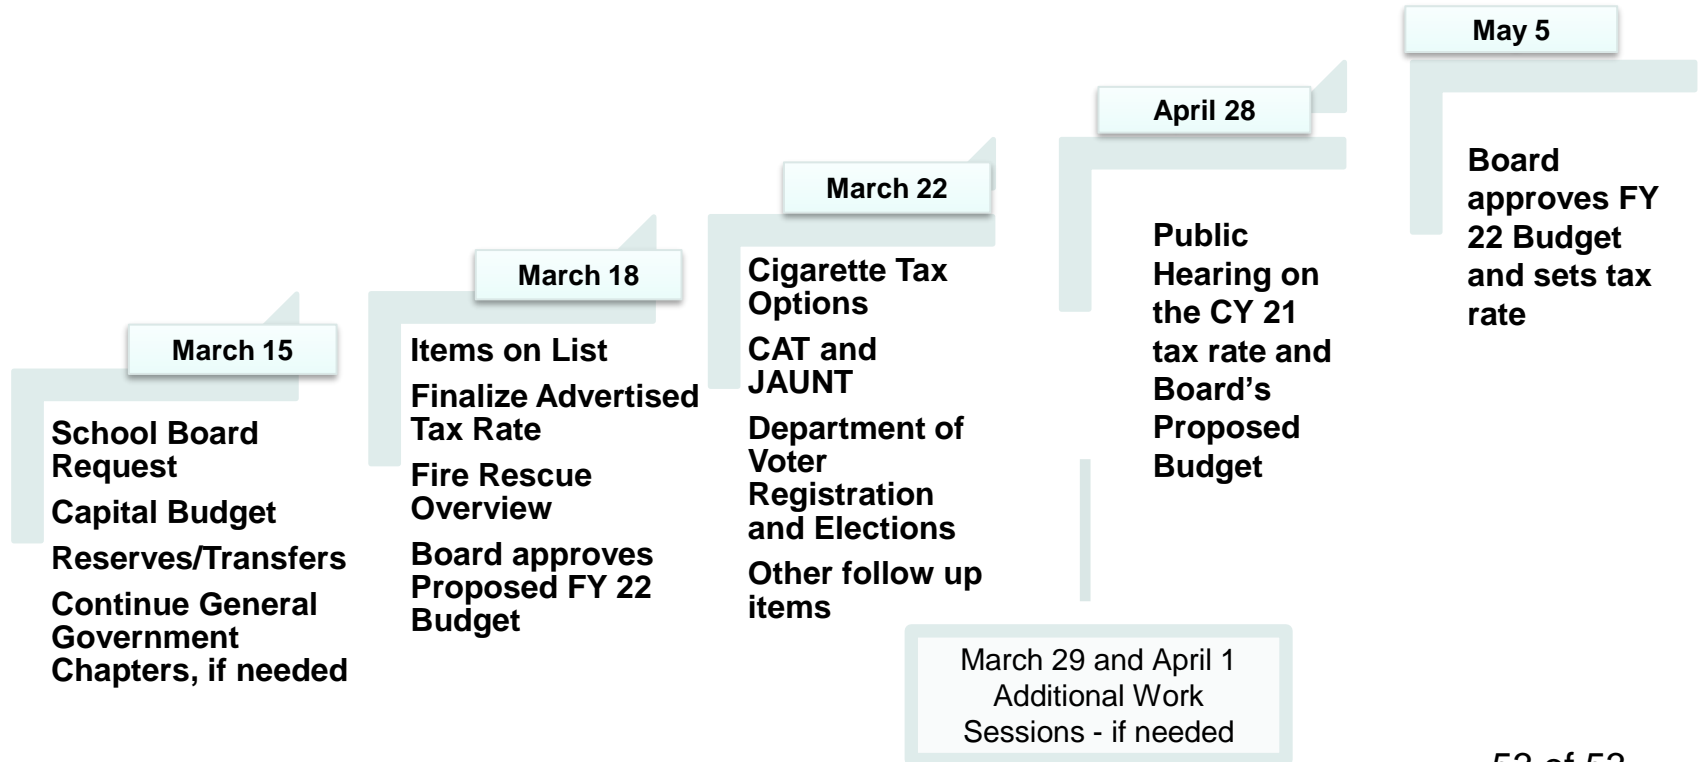 March 15
School Board
Request
Capital Budget
Reserves/Transfers
Continue General
Government
Chapters, if needed
March 18
Items on List
Finalize Advertised
Tax Rate
Fire Rescue
Overview
Board approves
Proposed FY 22
Budget
March 22
Cigarette Tax
Options
CAT and
JAUNT
Department of
Voter
Registration
and Elections
Other follow up
items
March 29 and April 1
Additional Work
Sessions - if needed
April 28
Public
Hearing on
the CY 21
tax rate and
Board’s
Proposed
Budget
May 5
Board
approves FY
22 Budget
and sets tax
rate